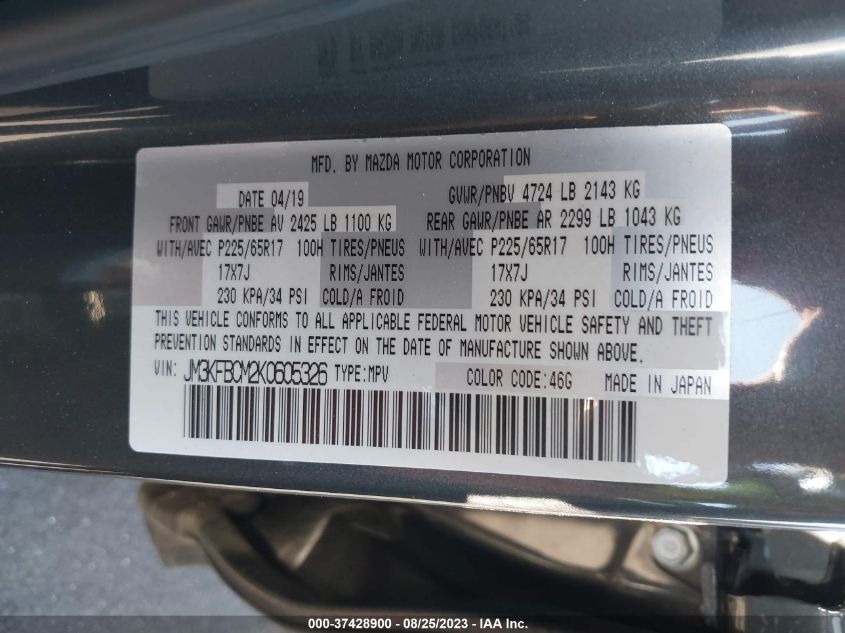 MFD. BY MAZDA MOTOR CORPORATION
DATE 04/19 GVWR/PNBV 4724 LB 2143 KG
FRONT GAWR/PNBE AV 2425 LB 1100 KG REAR GAWR/PNBE AR 2299 LB 1043 KG
WITH/AVEC P225/65R17 100H TIRES/PNEUS WITH/AVEC P225/65R17 100H TIRES/PNEUS
17X7J RIMS/JANTES 17X7J RIMS/JANTES
230 KPA/34 PSI COLD/A FROID 230 KPA/34 PSI COLD/A FROID
THIS VEHICLE CONFORMS TO ALL APPLICABLE FEDERAL MOTOR VEHICLE SAFETY AND THEFT
PREVENTION STANDARDS IN EFFECT ON THE DATE OF MANUFACTURE SHOWN ABOVE.
VIN: JM3KFBCM2K0605326 TYPE:MPV COLOR CODE:46G MADE IN JAPAN
000-37428900 - 08/25/2023 - IAA Inc.